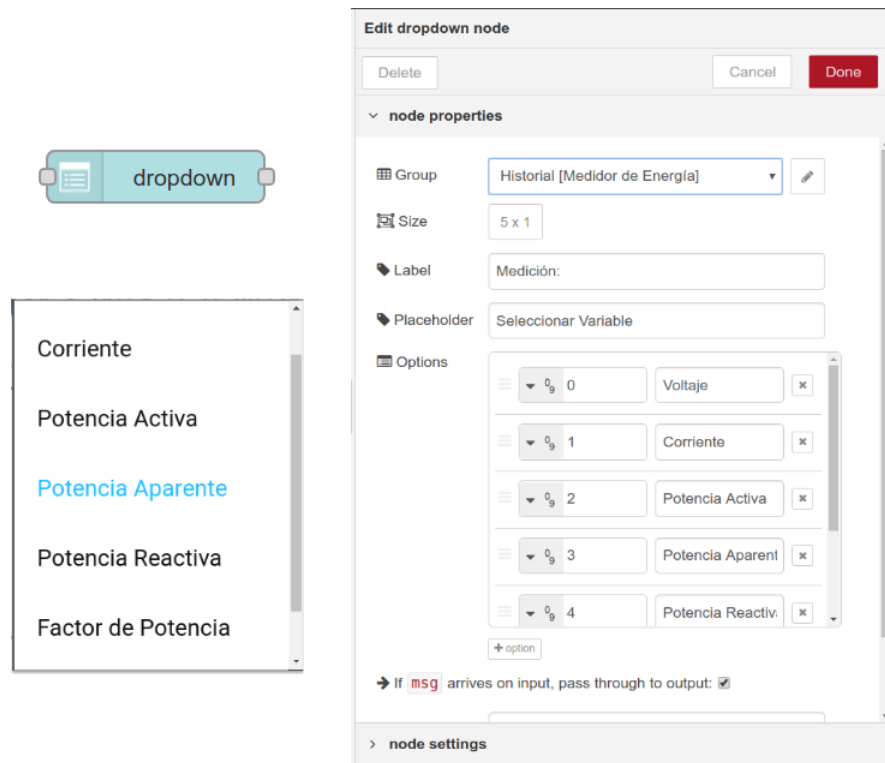 dropdown
Corriente
Potencia Activa
Potencia Aparente
Potencia Reactiva
Factor de Potencia
Edit dropdown node
Delete Cancel Done
node properties
Group Historial [Medidor de Energía]
Size 5 x 1
Label Medición:
Placeholder Seleccionar Variable
Options
0 Voltaje
1 Corriente
2 Potencia Activa
3 Potencia Aparent
4 Potencia Reactiv
+ option
→ If msg arrives on input, pass through to output:
node settings